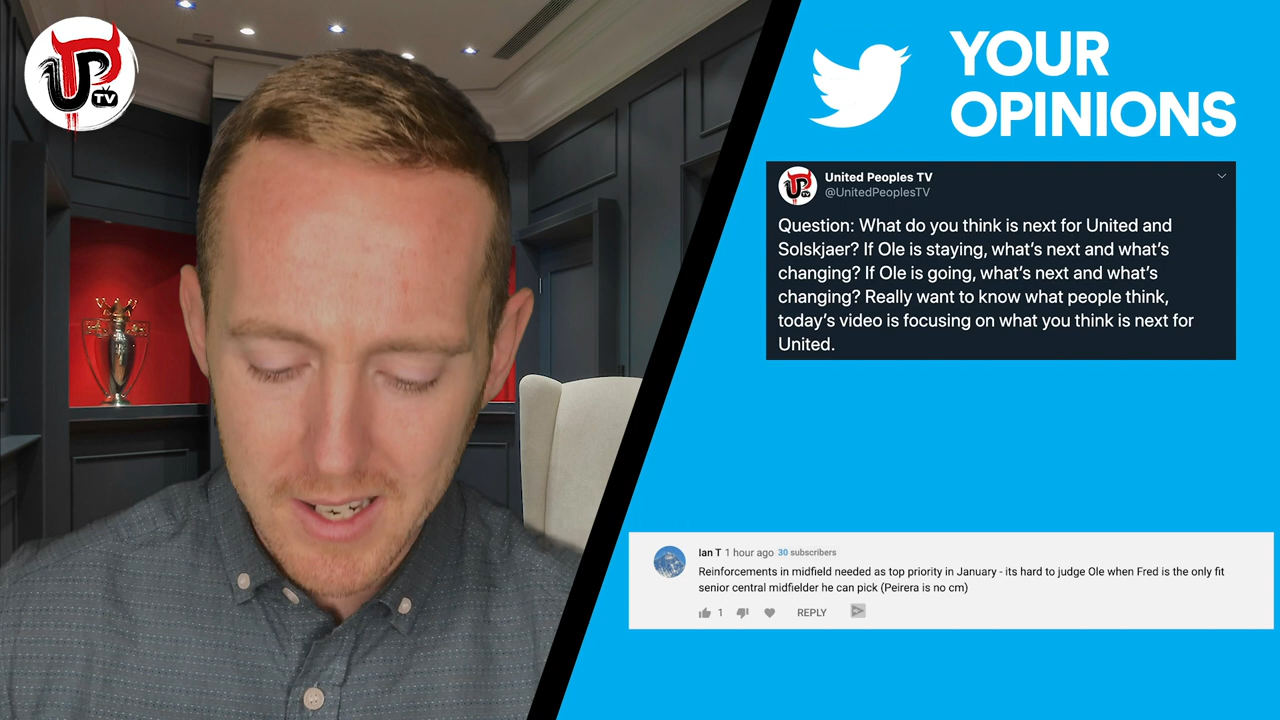 UP
TV
YOUR
OPINIONS
UP
TV
United Peoples TV
@UnitedPeoplesTV
Question: What do you think is next for United and
Solskjaer? If Ole is staying, what's next and what's
changing? If Ole is going, what's next and what's
changing? Really want to know what people think,
today's video is focusing on what you think is next for
United.
Ian T 1 hour ago 30 subscribers
Reinforcements in midfield needed as top priority in January - its hard to judge Ole when Fred is the only fit
senior central midfielder he can pick (Peirera is no cm)
1 REPLY